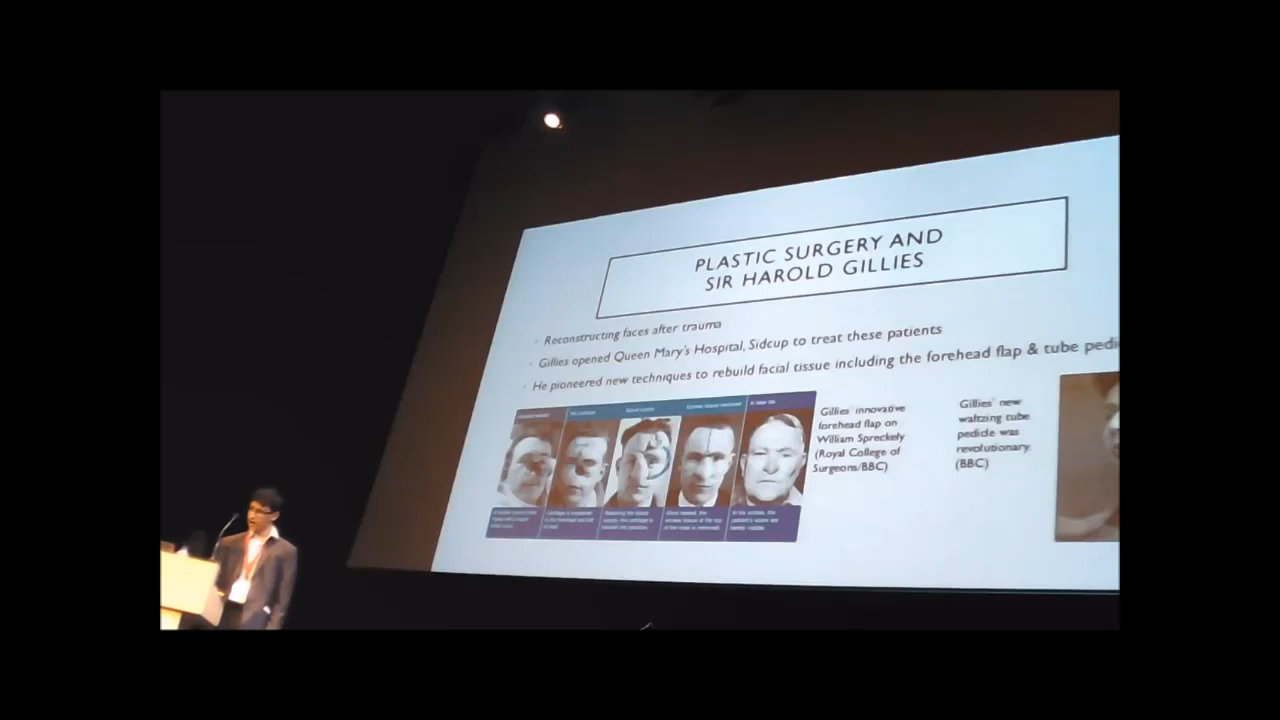 PLASTIC SURGERY AND
SIR HAROLD GILLIES
- Reconstructing faces after trauma
- Gillies opened Queen Mary's Hospital, Sidcup to treat these patients
- He pioneered new techniques to rebuild facial tissue including the forehead flap & tube pedi
Gillies' innovative
forehead flap on
William Spreckely
(Royal College of
Surgeons/BBC)
Gillies' new
waltzing tube
pedicle was
revolutionary.
(BBC)